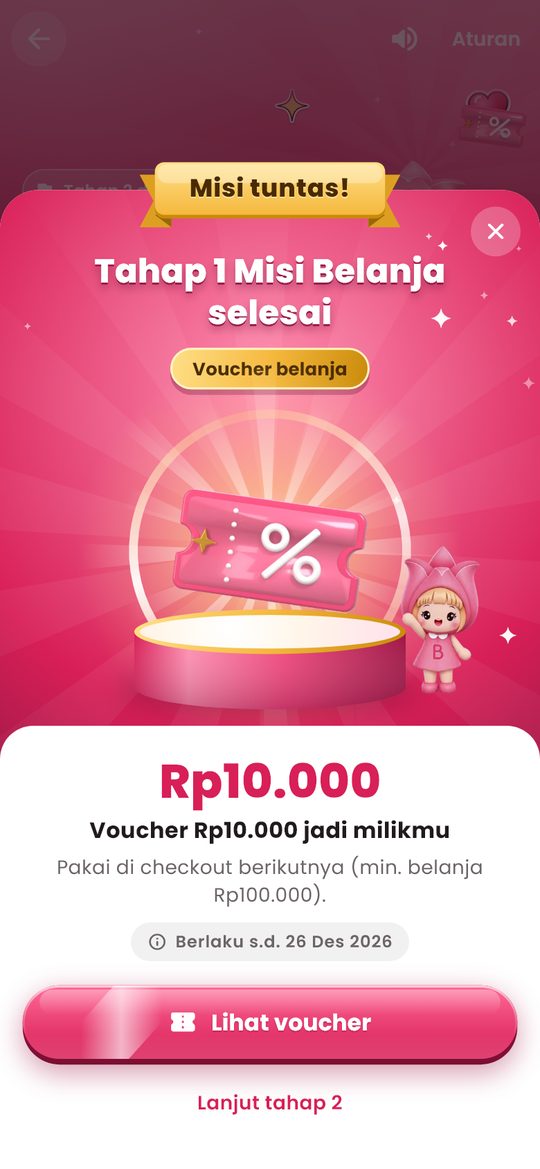 Aturan
Misi tuntas!
Tahap 1 Misi Belanja
selesai
Voucher belanja
%
B
Rp10.000
Voucher Rp10.000 jadi milikmu
Pakai di checkout berikutnya (min. belanja
Rp100.000).
Berlaku s.d. 26 Des 2026
Lihat voucher
Lanjut tahap 2